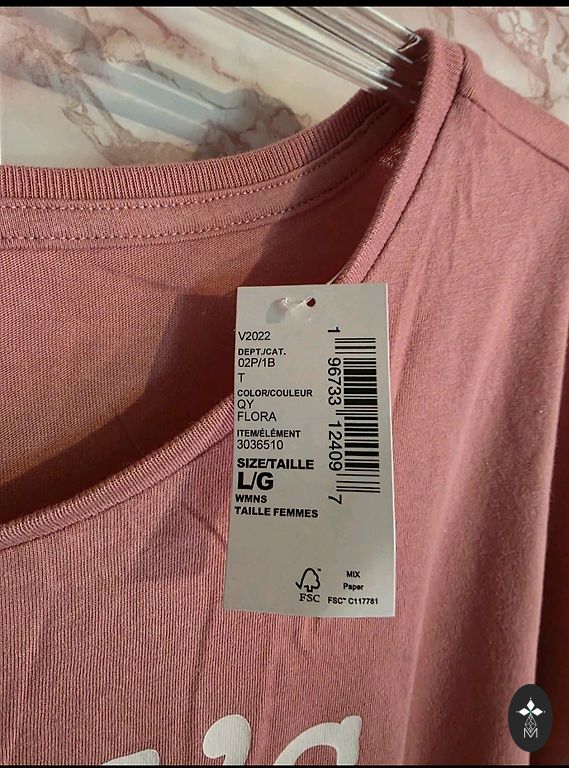 V2022
DEPT./CAT.
02P/1B
T
COLOR/COULEUR
QY
FLORA
ITEM/ÉLÉMENT
3036510
SIZE/TAILLE
L/G
WMNS
TAILLE FEMMES
1 96733 12409 7
FSC
MIX
Paper
FSC™ C117781
M